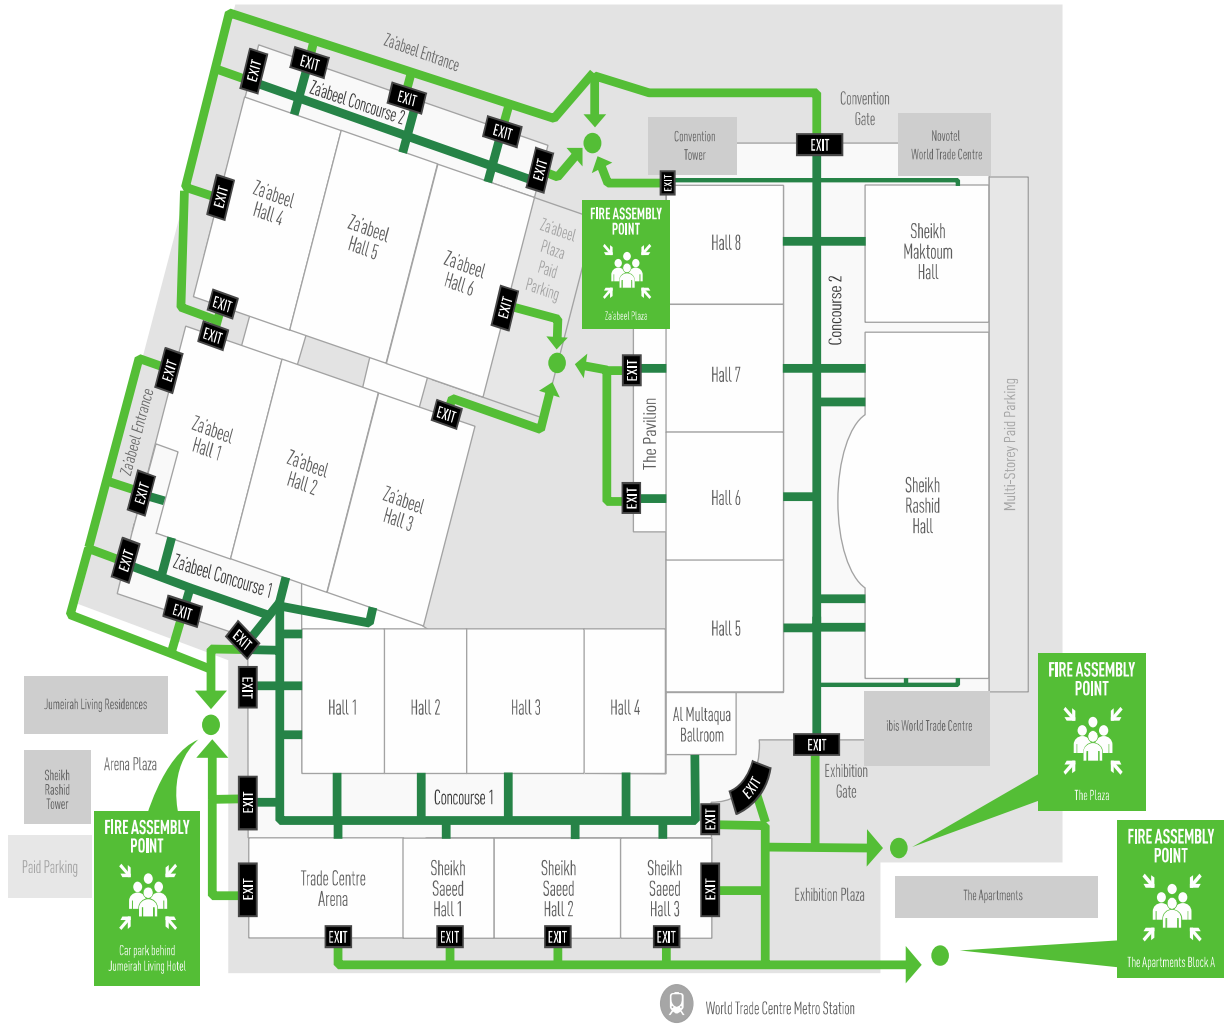 Za'abeel Entrance
EXIT
EXIT
EXIT
EXIT
EXIT
Za'abeel Concourse 2
Convention
Gate
EXIT
Convention
Tower
Novotel
World Trade Centre
EXIT
EXIT
Za'abeel
Hall 4
Za'abeel
Hall 5
Za'abeel
Hall 6
Za'abeel
Plaza
Paid
Parking
FIRE ASSEMBLY
POINT
Za'abeel Plaza
Hall 8
Sheikh
Maktoum
Hall
Concourse 2
EXIT
EXIT
EXIT
EXIT
EXIT
Hall 7
The Pavilion
Multi-Storey Paid Parking
Za'abeel Entrance
Za'abeel
Hall 1
Za'abeel
Hall 2
Za'abeel
Hall 3
EXIT
EXIT
EXIT
Hall 6
Sheikh
Rashid
Hall
EXIT
Za'abeel Concourse 1
EXIT
EXIT
Hall 5
EXIT
Jumeirah Living Residences
Hall 1
Hall 2
Hall 3
Hall 4
Al Multaqua
Ballroom
ibis World Trade Centre
FIRE ASSEMBLY
POINT
The Plaza
EXIT
Exhibition
Gate
Arena Plaza
Sheikh
Rashid
Tower
EXIT
Concourse 1
EXIT
EXIT
Paid Parking
FIRE ASSEMBLY
POINT
Car park behind
Jumeirah Living Hotel
EXIT
Trade Centre
Arena
Sheikh
Saeed
Hall 1
Sheikh
Saeed
Hall 2
Sheikh
Saeed
Hall 3
EXIT
Exhibition Plaza
The Apartments
FIRE ASSEMBLY
POINT
The Apartments Block A
EXIT
EXIT
EXIT
EXIT
World Trade Centre Metro Station